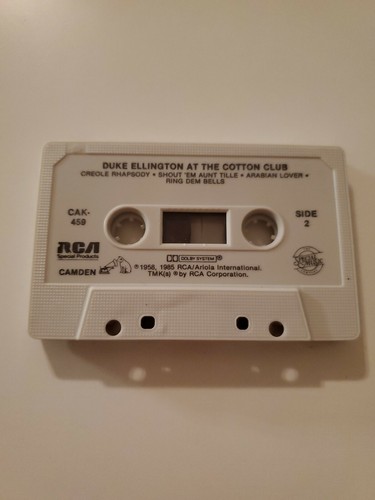 DUKE ELLINGTON AT THE COTTON CLUB
CREOLE RHAPSODY • SHOUT 'EM AUNT TILLE • ARABIAN LOVER •
RING DEM BELLS
CAK-
459
SIDE
2
RCA
Special Products
CAMDEN
DOLBY SYSTEM ®
℗ 1958, 1985 RCA/Ariola International.
TMK(s) ® by RCA Corporation.